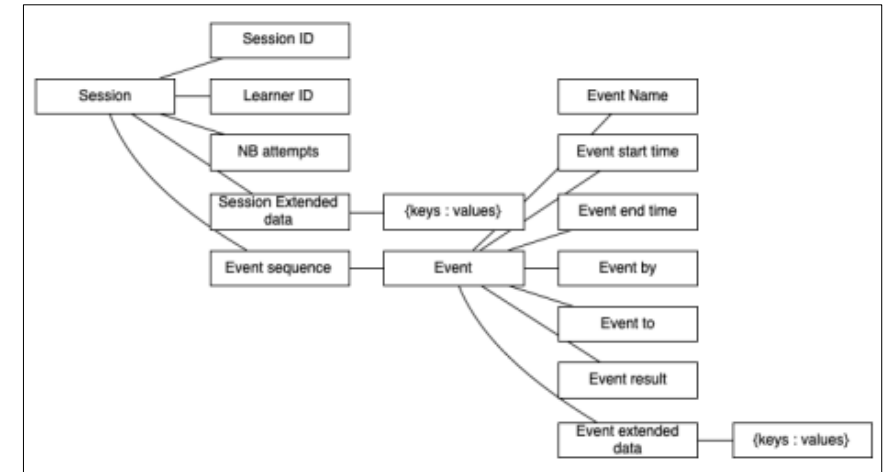 Session ID
Session
Learner ID
NB attempts
Session Extended
data
{keys : values}
Event sequence
Event
Event Name
Event start time
Event end time
Event by
Event to
Event result
Event extended
data
{keys : values}